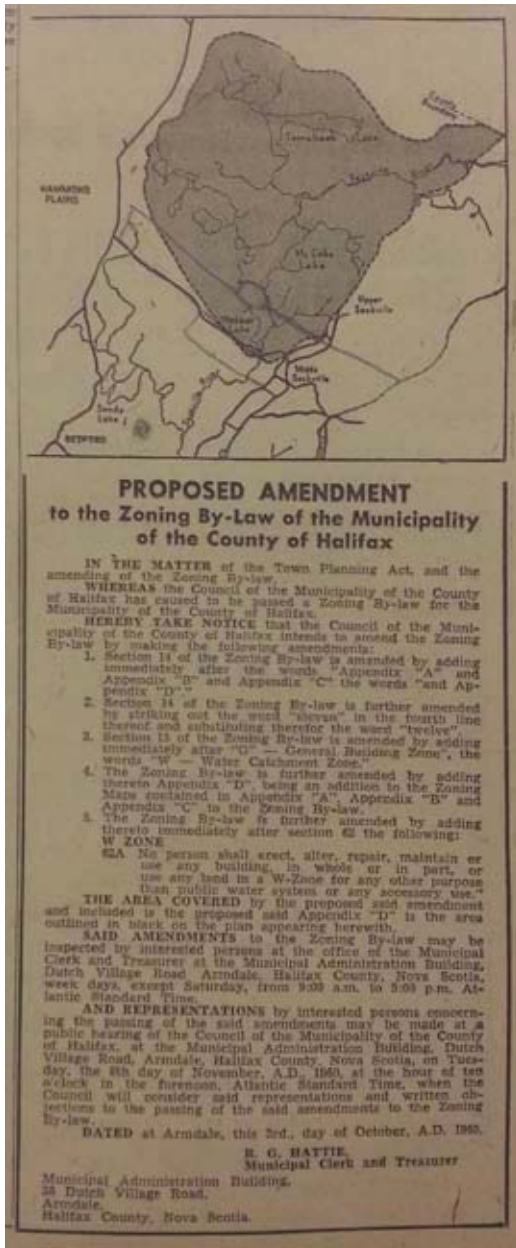 County
Boundary
Tomahawk Lake
HAMMONDS
PLAINS
Mc Cabe
Lake
Upper
Sackville
Lake
Middle
Sackville
Sandy
Lake
BEDFORD
PROPOSED AMENDMENT
to the Zoning By-Law of the Municipality
of the County of Halifax
IN THE MATTER of the Town Planning Act, and the
amending of the Zoning By-law.
WHEREAS the Council of the Municipality of the County
of Halifax has caused to be passed a Zoning By-law for the
Municipality of the County of Halifax.
HEREBY TAKE NOTICE that the Council of the Muni-
cipality of the County of Halifax intends to amend the Zoning
By-law by making the following amendments:
1. Section 14 of the Zoning By-law is amended by adding
immediately after the words "Appendix "A" and
Appendix "B" and Appendix "C" the words "and Ap-
pendix "D"."
2. Section 14 of the Zoning By-law is further amended
by striking out the word "eleven" in the fourth line
thereof and substituting therefor the word "twelve".
3. Section 13 of the Zoning By-law is amended by adding
immediately after "G" — General Building Zone", the
words "W — Water Catchment Zone."
4. The Zoning By-law is further amended by adding
thereto Appendix "D", being an addition to the Zoning
Maps contained in Appendix "A", Appendix "B" and
Appendix "C" to the Zoning By-law.
5. The Zoning By-law is further amended by adding
thereto immediately after section 62 the following:
W ZONE
62A No person shall erect, alter, repair, maintain or
use any building, in whole or in part, or
use any land in a W-Zone for any other purpose
than public water system or any accessory use."
THE AREA COVERED by the proposed said amendment
and included is the proposed said Appendix "D" is the area
outlined in black on the plan appearing herewith.
SAID AMENDMENTS to the Zoning By-law may be
inspected by interested persons at the office of the Municipal
Clerk and Treasurer at the Municipal Administration Building,
Dutch Village Road Armdale, Halifax County, Nova Scotia,
week days, except Saturday, from 9:00 a.m. to 5:00 p.m. At-
lantic Standard Time.
AND REPRESENTATIONS by interested persons concern-
ing the passing of the said amendments may be made at a
public hearing of the Council of the Municipality of the County
of Halifax, at the Municipal Administration Building, Dutch
Village Road, Armdale, Halifax County, Nova Scotia, on Tues-
day, the 8th day of November, A.D., 1960, at the hour of ten
o'clock in the forenoon, Atlantic Standard Time, when the
Council will consider said representations and written ob-
jections to the passing of the said amendments to the Zoning
By-law.
DATED at Armdale, this 3rd., day of October, A.D. 1960.
R. G. HATTIE,
Municipal Clerk and Treasurer
Municipal Administration Building,
38 Dutch Village Road,
Armdale,
Halifax County, Nova Scotia.